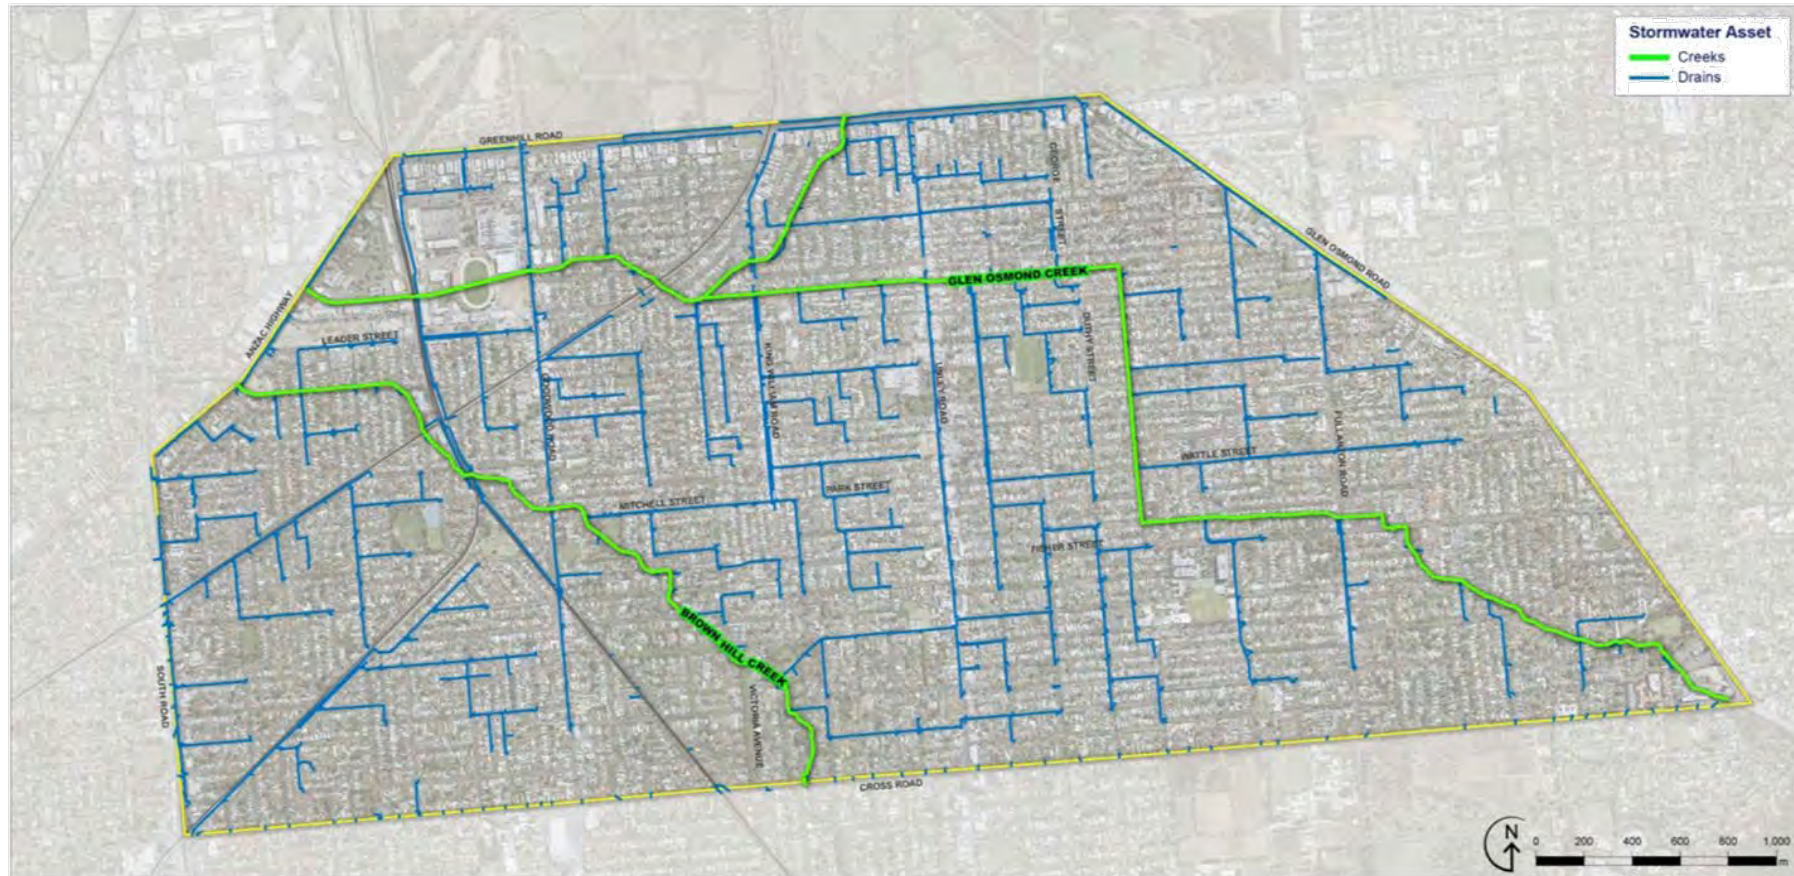 Stormwater Asset
Creeks
Drains
GREENHILL ROAD
GEORGE
STREET
GLEN OSMOND ROAD
GLEN OSMOND CREEK
ANZAC HIGHWAY
LEADER STREET
GOODWOOD ROAD
KING WILLIAM ROAD
UNLEY ROAD
DUTHY STREET
FULLARTON ROAD
WATTLE STREET
PARK STREET
MITCHELL STREET
FISHER STREET
BROWN HILL CREEK
SOUTH ROAD
VICTORIA AVENUE
CROSS ROAD
N
0 200 400 600 800 1,000
m